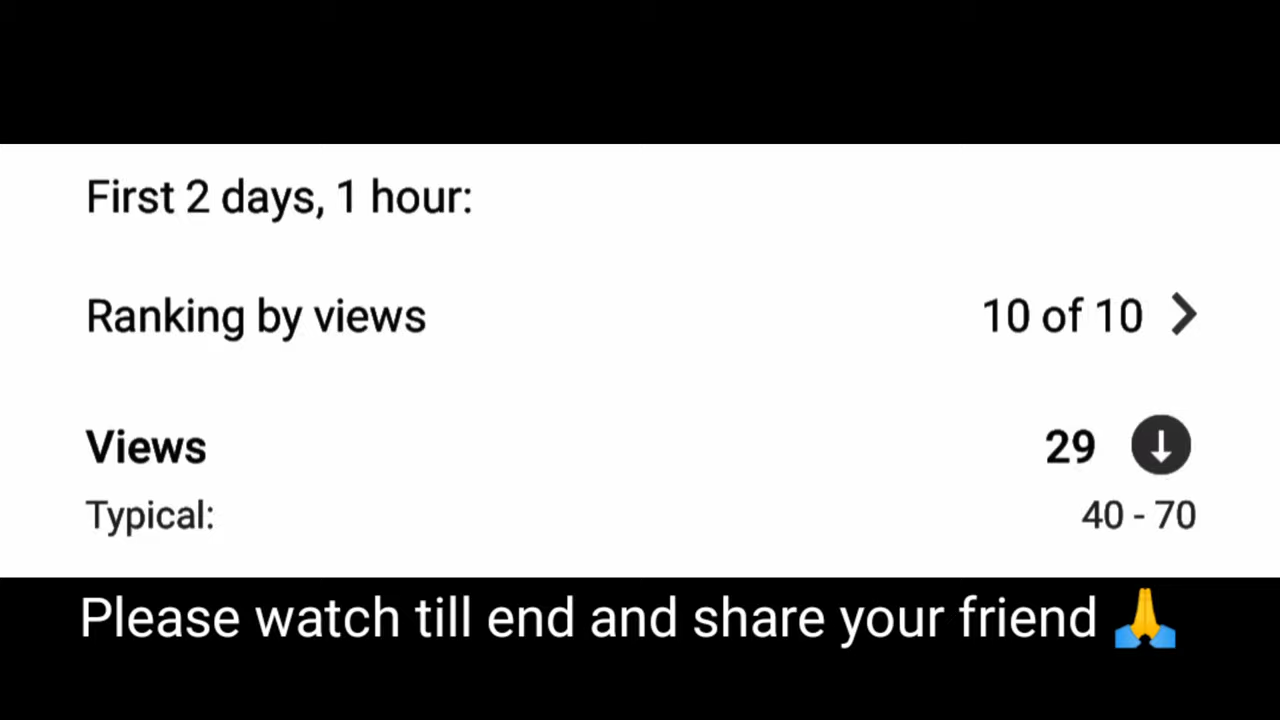 First 2 days, 1 hour:
Ranking by views 10 of 10
Views 29
Typical: 40 - 70
Please watch till end and share your friend 🙏